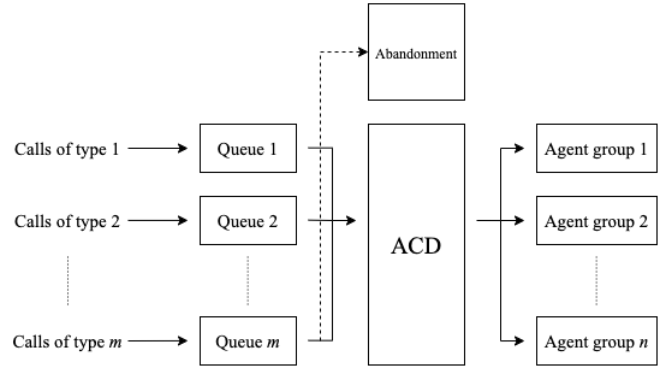 Abandonment
Calls of type 1
Queue 1
Agent group 1
Calls of type 2
Queue 2
ACD
Agent group 2
Calls of type m
Queue m
Agent group n